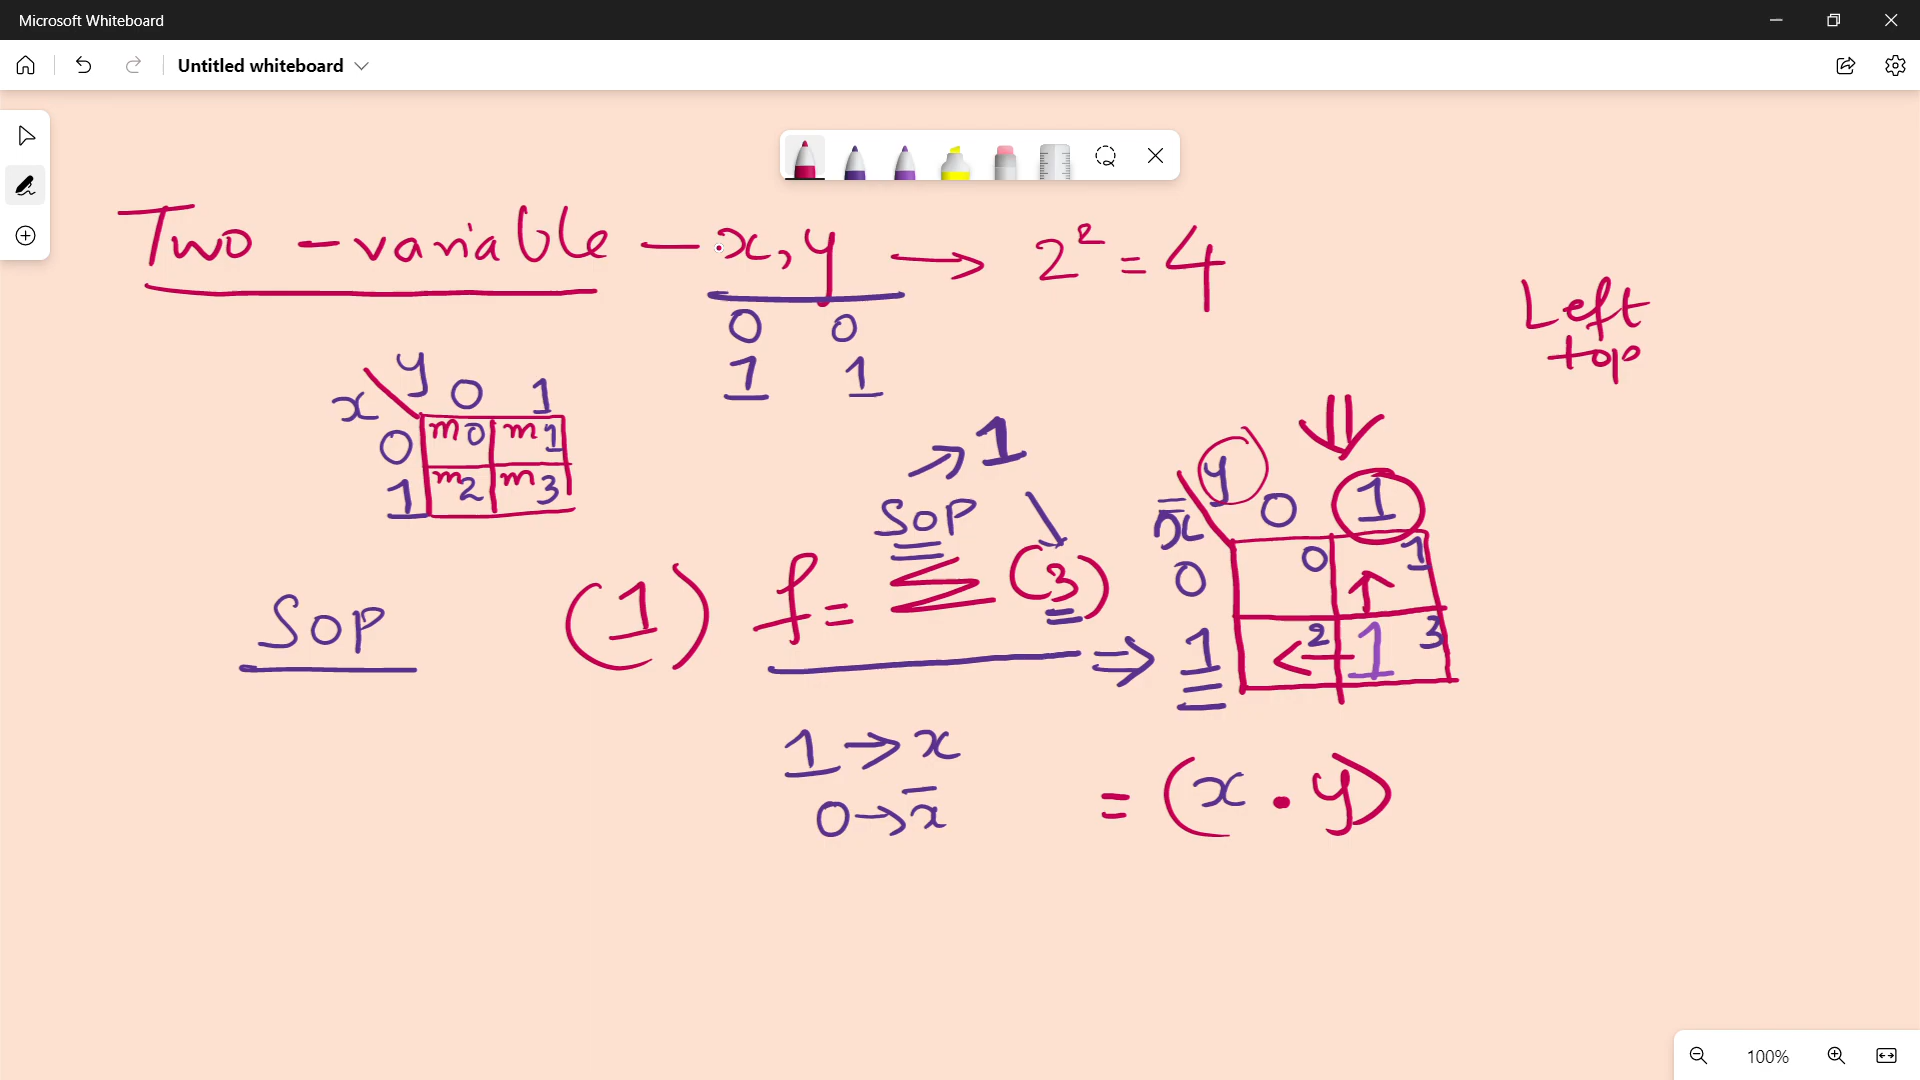 Microsoft Whiteboard
Untitled whiteboard
Two - variable - x, y → 2² = 4
0 0
1 1
Left
top
y 0 1
x
0 m0 m1
1 m2 m3
→ 1
SOP
SOP
(1) f = Σ (3) ⇒
y 0 1
x̄
0 0 1
1 2 1 3
1 → x
0 → x̄
= (x . y)
100%